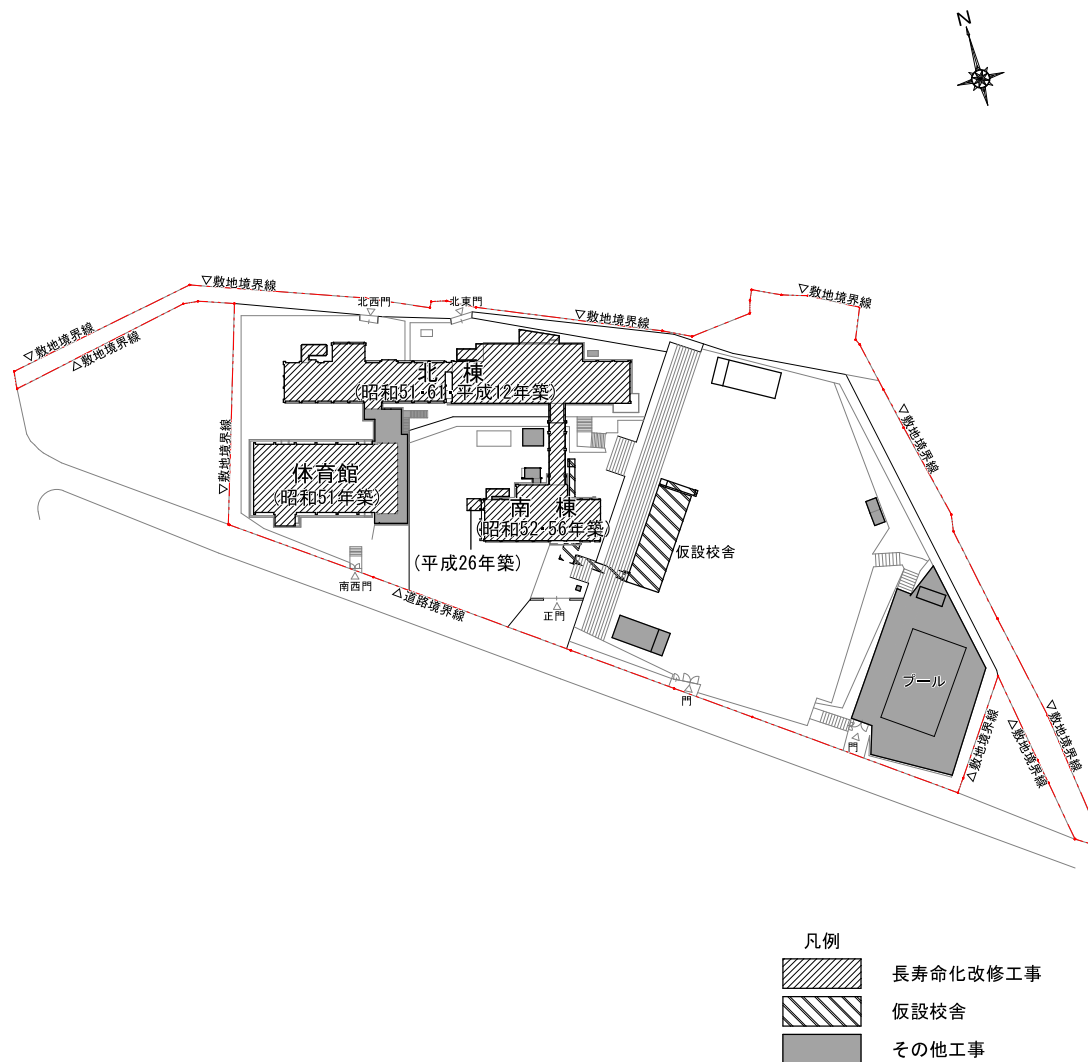 N
▽敷地境界線
▽敷地境界線
北西門
北東門
▽敷地境界線
▽敷地境界線
△敷地境界線
北棟
(昭和51・61・平成12年築)
▽敷地境界線
▽敷地境界線
体育館
(昭和51年築)
南棟
(昭和52・56年築)
仮設校舎
(平成26年築)
南西門
△道路境界線
正門
門
プール
門
△敷地境界線
▽敷地境界線
▽敷地境界線
凡例
長寿命化改修工事
仮設校舎
その他工事